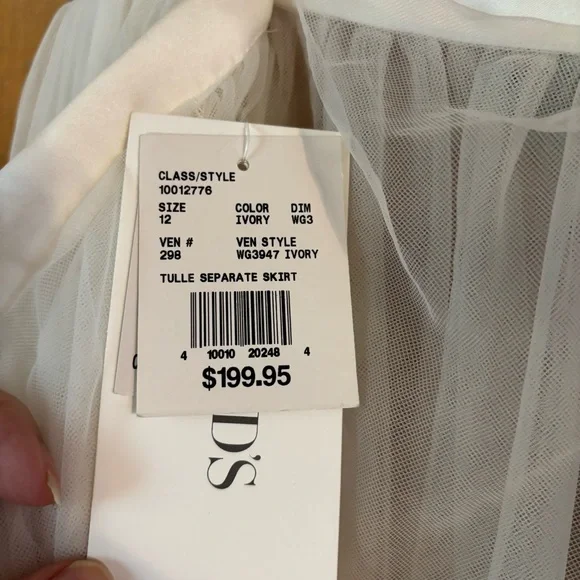 CLASS/STYLE
10012776
SIZE COLOR DIM
12 IVORY WG3
VEN # VEN STYLE
298 WG3947 IVORY
TULLE SEPARATE SKIRT
4 10010 20248 4
$199.95
D'S